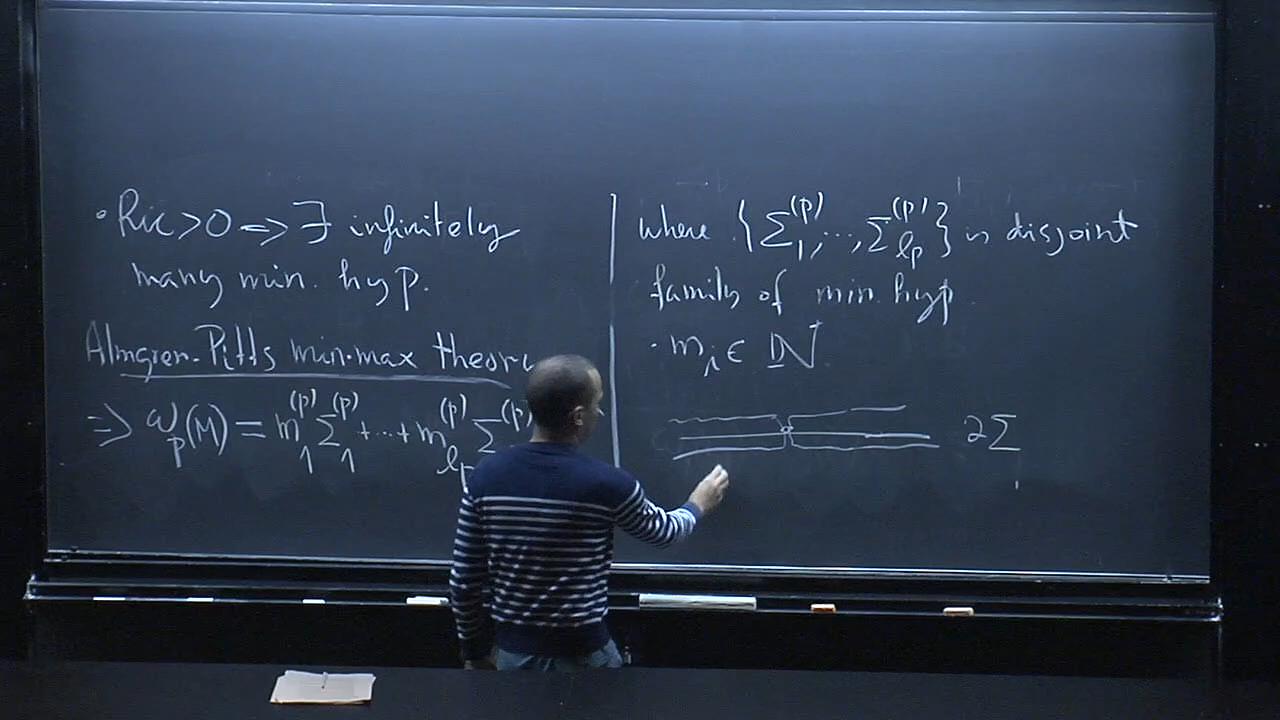 • Ric > 0 ⇒ ∃ infinitely
many min. hyp.
Almgren-Pitts min-max theory
⇒ ω_p(M) = m_1^{(p)} Σ_1^{(p)} + ⋯ + m_{l_p}^{(p)} Σ^{(p)}
where {Σ_1^{(p)}, ..., Σ_{l_p}^{(p)}} is disjoint
family of min. hyp.
• m_i ∈ ℕ
2Σ